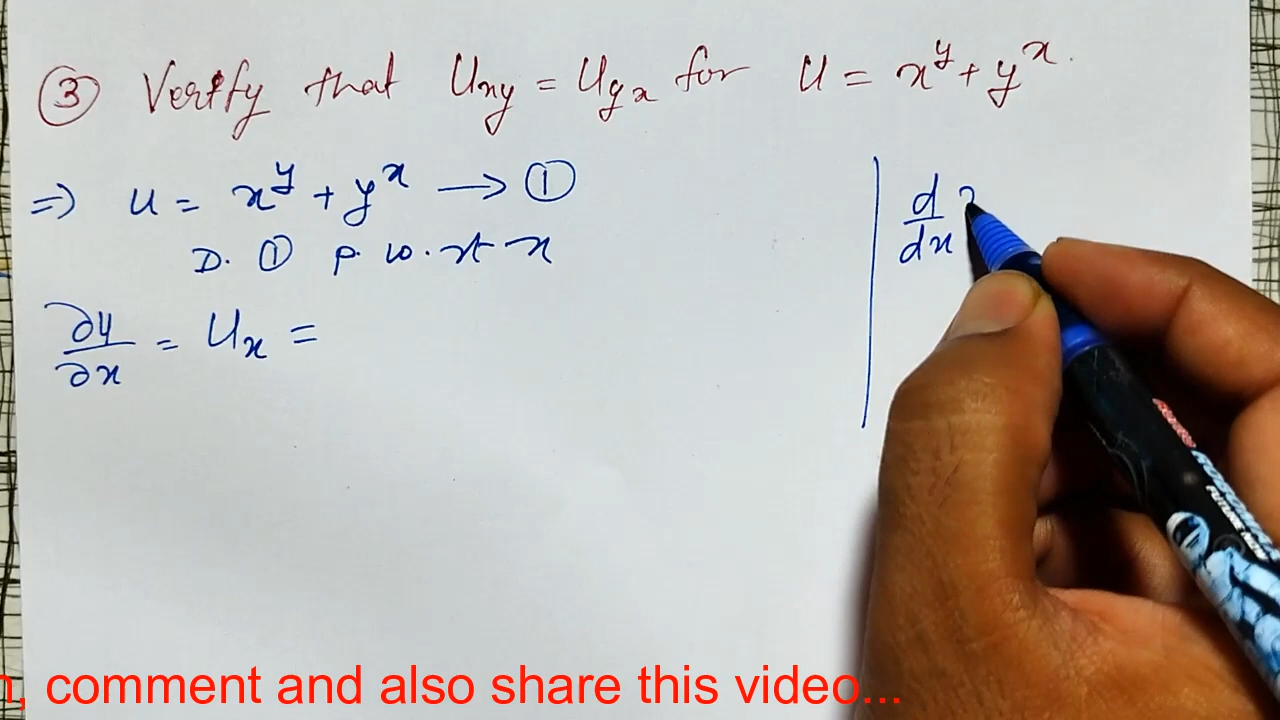 ③ Verify that Uxy = Uyx for U = x^y + y^x.
⇒ u = x^y + y^x → ①
D. ① p. w. r. t x
∂u/∂x = Ux =
d/dx
comment and also share this video...